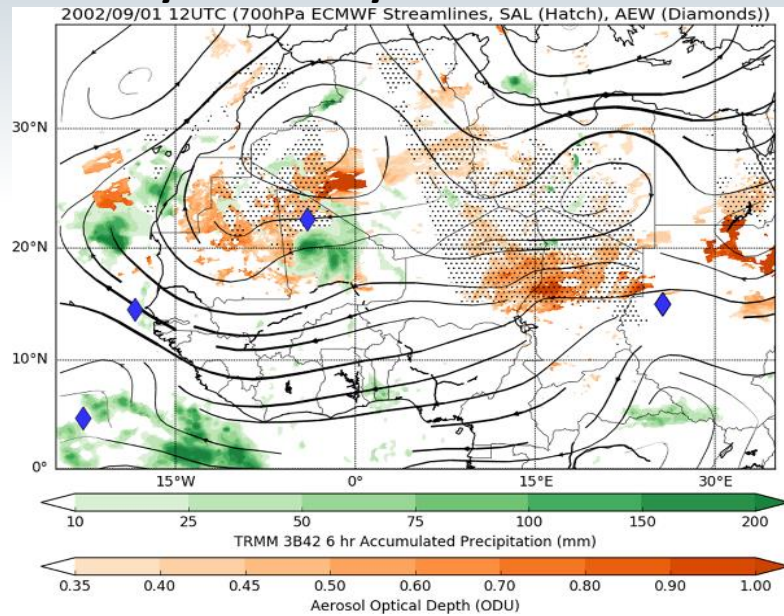 2002/09/01 12UTC (700hPa ECMWF Streamlines, SAL (Hatch), AEW (Diamonds))
30°N
20°N
10°N
0°
15°W 0° 15°E 30°E
10 25 50 75 100 150 200
TRMM 3B42 6 hr Accumulated Precipitation (mm)
0.35 0.40 0.45 0.50 0.60 0.70 0.80 0.90 1.00
Aerosol Optical Depth (ODU)